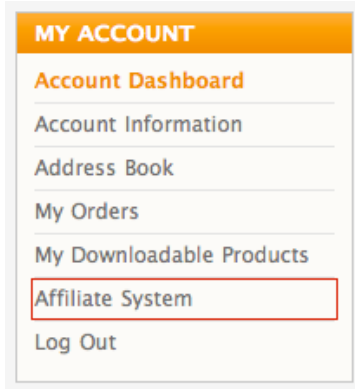 MY ACCOUNT
Account Dashboard
Account Information
Address Book
My Orders
My Downloadable Products
Affiliate System
Log Out